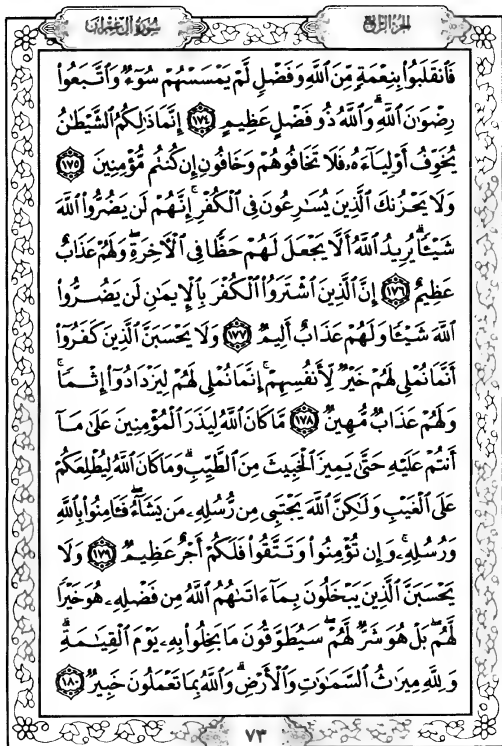 سورة آل عمران
الجزء الرابع
فَٱنقَلَبُوا۟ بِنِعْمَةٍ مِّنَ ٱللَّهِ وَفَضْلٍ لَّمْ يَمْسَسْهُمْ سُوٓءٌ وَٱتَّبَعُوا۟
رِضْوَٰنَ ٱللَّهِ ۗ وَٱللَّهُ ذُو فَضْلٍ عَظِيمٍ ١٧٤ إِنَّمَا ذَٰلِكُمُ ٱلشَّيْطَٰنُ
يُخَوِّفُ أَوْلِيَآءَهُۥ فَلَا تَخَافُوهُمْ وَخَافُونِ إِن كُنتُم مُّؤْمِنِينَ ١٧٥
وَلَا يَحْزُنكَ ٱلَّذِينَ يُسَٰرِعُونَ فِى ٱلْكُفْرِ ۚ إِنَّهُمْ لَن يَضُرُّوا۟ ٱللَّهَ
شَيْـًٔا ۗ يُرِيدُ ٱللَّهُ أَلَّا يَجْعَلَ لَهُمْ حَظًّا فِى ٱلْـَٔاخِرَةِ ۖ وَلَهُمْ عَذَابٌ
عَظِيمٌ ١٧٦ إِنَّ ٱلَّذِينَ ٱشْتَرَوُا۟ ٱلْكُفْرَ بِٱلْإِيمَٰنِ لَن يَضُرُّوا۟
ٱللَّهَ شَيْـًٔا وَلَهُمْ عَذَابٌ أَلِيمٌ ١٧٧ وَلَا يَحْسَبَنَّ ٱلَّذِينَ كَفَرُوٓا۟
أَنَّمَا نُمْلِى لَهُمْ خَيْرٌ لِّأَنفُسِهِمْ ۚ إِنَّمَا نُمْلِى لَهُمْ لِيَزْدَادُوٓا۟ إِثْمًا ۚ
وَلَهُمْ عَذَابٌ مُّهِينٌ ١٧٨ مَّا كَانَ ٱللَّهُ لِيَذَرَ ٱلْمُؤْمِنِينَ عَلَىٰ مَآ
أَنتُمْ عَلَيْهِ حَتَّىٰ يَمِيزَ ٱلْخَبِيثَ مِنَ ٱلطَّيِّبِ ۗ وَمَا كَانَ ٱللَّهُ لِيُطْلِعَكُمْ
عَلَى ٱلْغَيْبِ وَلَٰكِنَّ ٱللَّهَ يَجْتَبِى مِن رُّسُلِهِۦ مَن يَشَآءُ ۖ فَـَٔامِنُوا۟ بِٱللَّهِ
وَرُسُلِهِۦ ۚ وَإِن تُؤْمِنُوا۟ وَتَتَّقُوا۟ فَلَكُمْ أَجْرٌ عَظِيمٌ ١٧٩ وَلَا
يَحْسَبَنَّ ٱلَّذِينَ يَبْخَلُونَ بِمَآ ءَاتَىٰهُمُ ٱللَّهُ مِن فَضْلِهِۦ هُوَ خَيْرًا
لَّهُم ۖ بَلْ هُوَ شَرٌّ لَّهُمْ ۖ سَيُطَوَّقُونَ مَا بَخِلُوا۟ بِهِۦ يَوْمَ ٱلْقِيَٰمَةِ ۗ
وَلِلَّهِ مِيرَٰثُ ٱلسَّمَٰوَٰتِ وَٱلْأَرْضِ ۗ وَٱللَّهُ بِمَا تَعْمَلُونَ خَبِيرٌ ١٨٠
٧٣